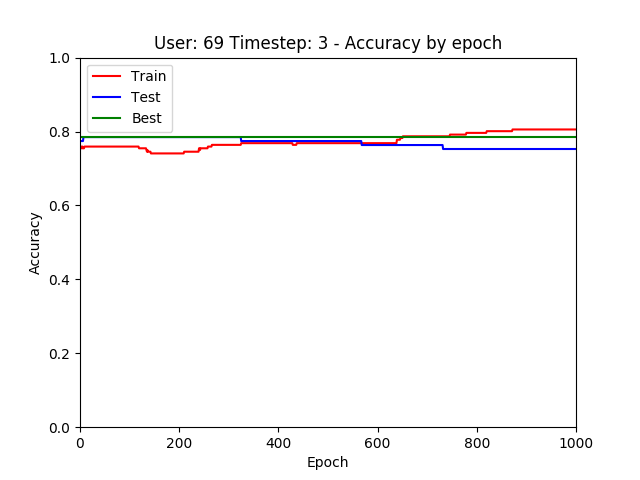 User: 69 Timestep: 3 - Accuracy by epoch
1.0
0.8
0.6
0.4
0.2
0.0
Accuracy
Train
Test
Best
0 200 400 600 800 1000
Epoch